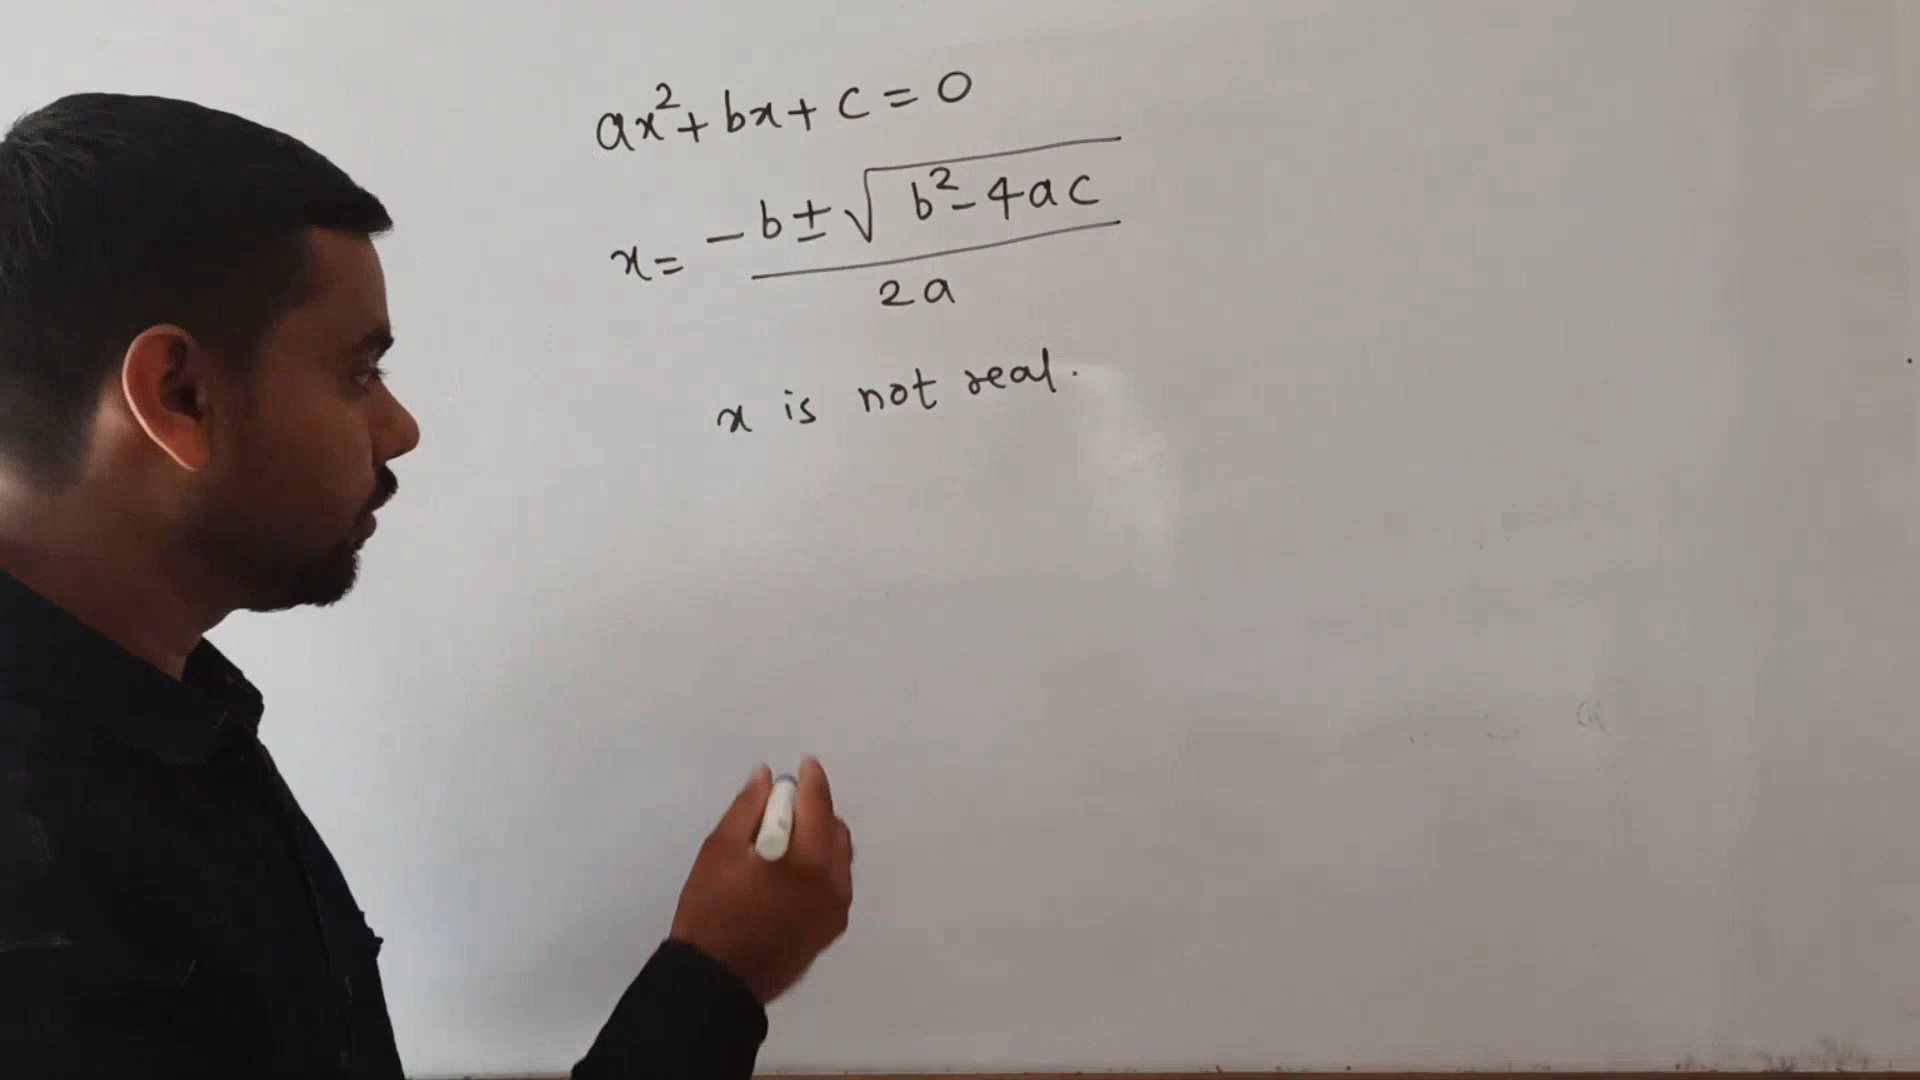 ax²+bx+c=0
x= -b±√b²-4ac
2a
x is not real.